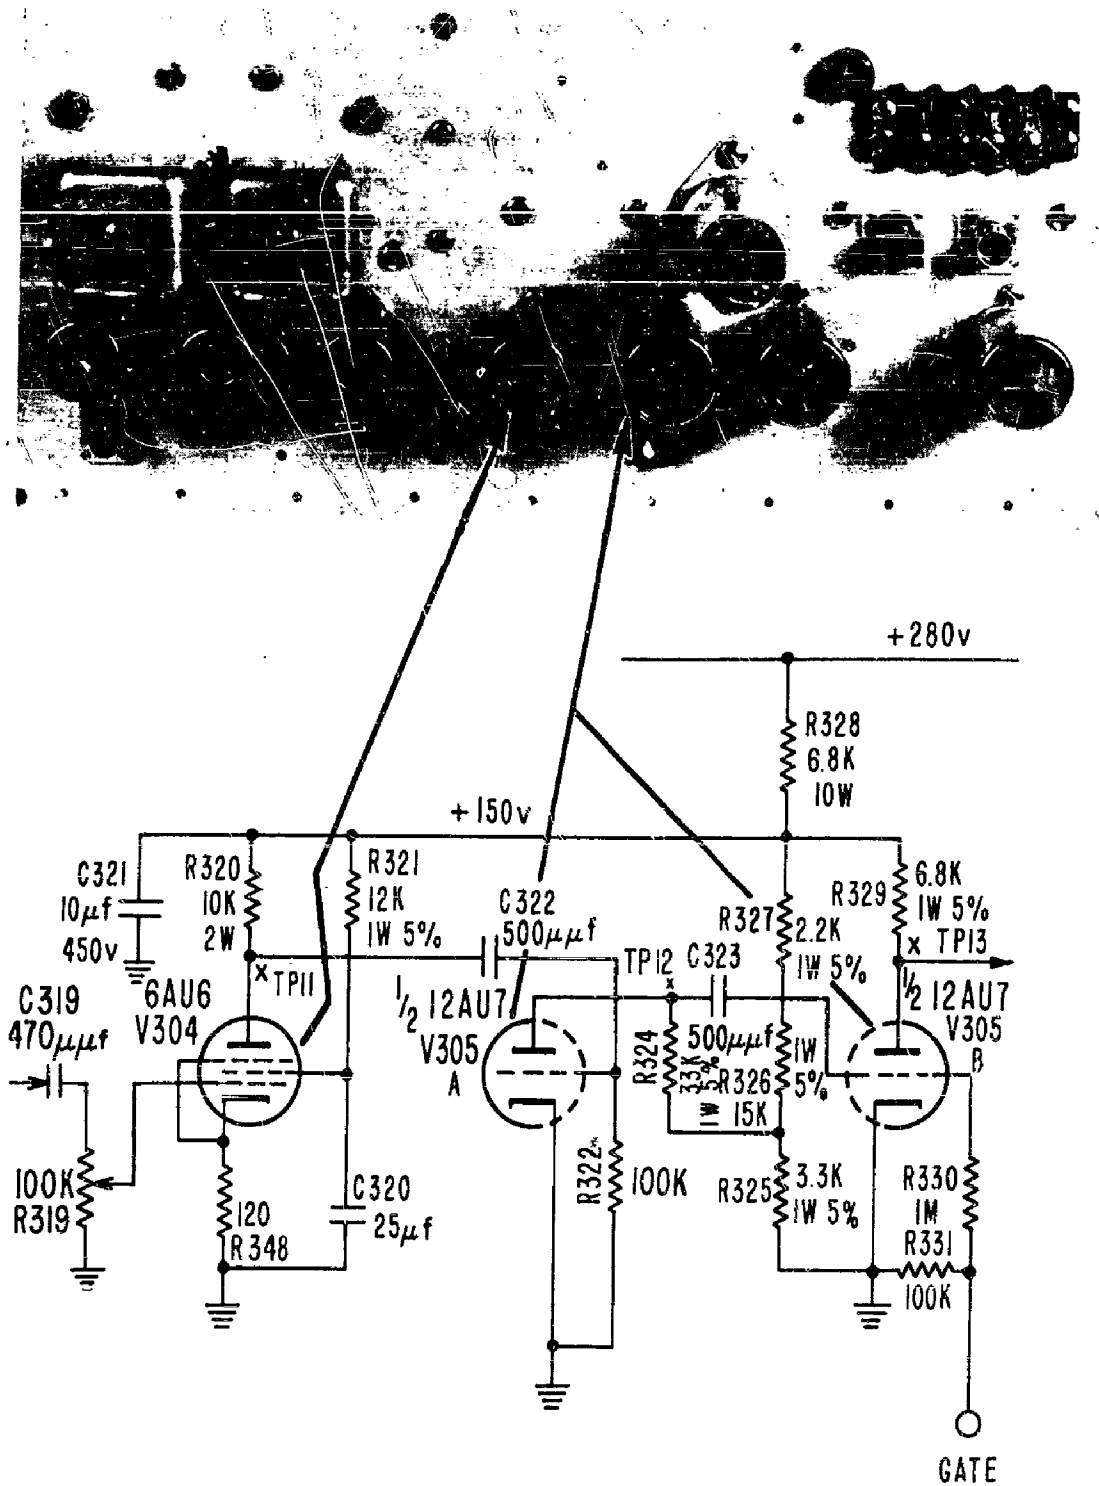 +280v
R328
6.8K
10W
+150v
C321
10μf
450v
R320
10K
2W
R321
12K
1W 5%
C322
500μμf
R327
2.2K
1W 5%
R329
6.8K
1W 5%
x TP13
x TP11
TP12
x
C323
500μμf
C319
470μμf
6AU6
V304
1/2 12AU7
V305
A
R324
33K
1W 5%
R326
15K
1W
5%
1/2 12AU7
V305
B
100K
R319
120
R348
C320
25μf
R322
100K
R325
3.3K
1W 5%
R330
1M
R331
100K
GATE